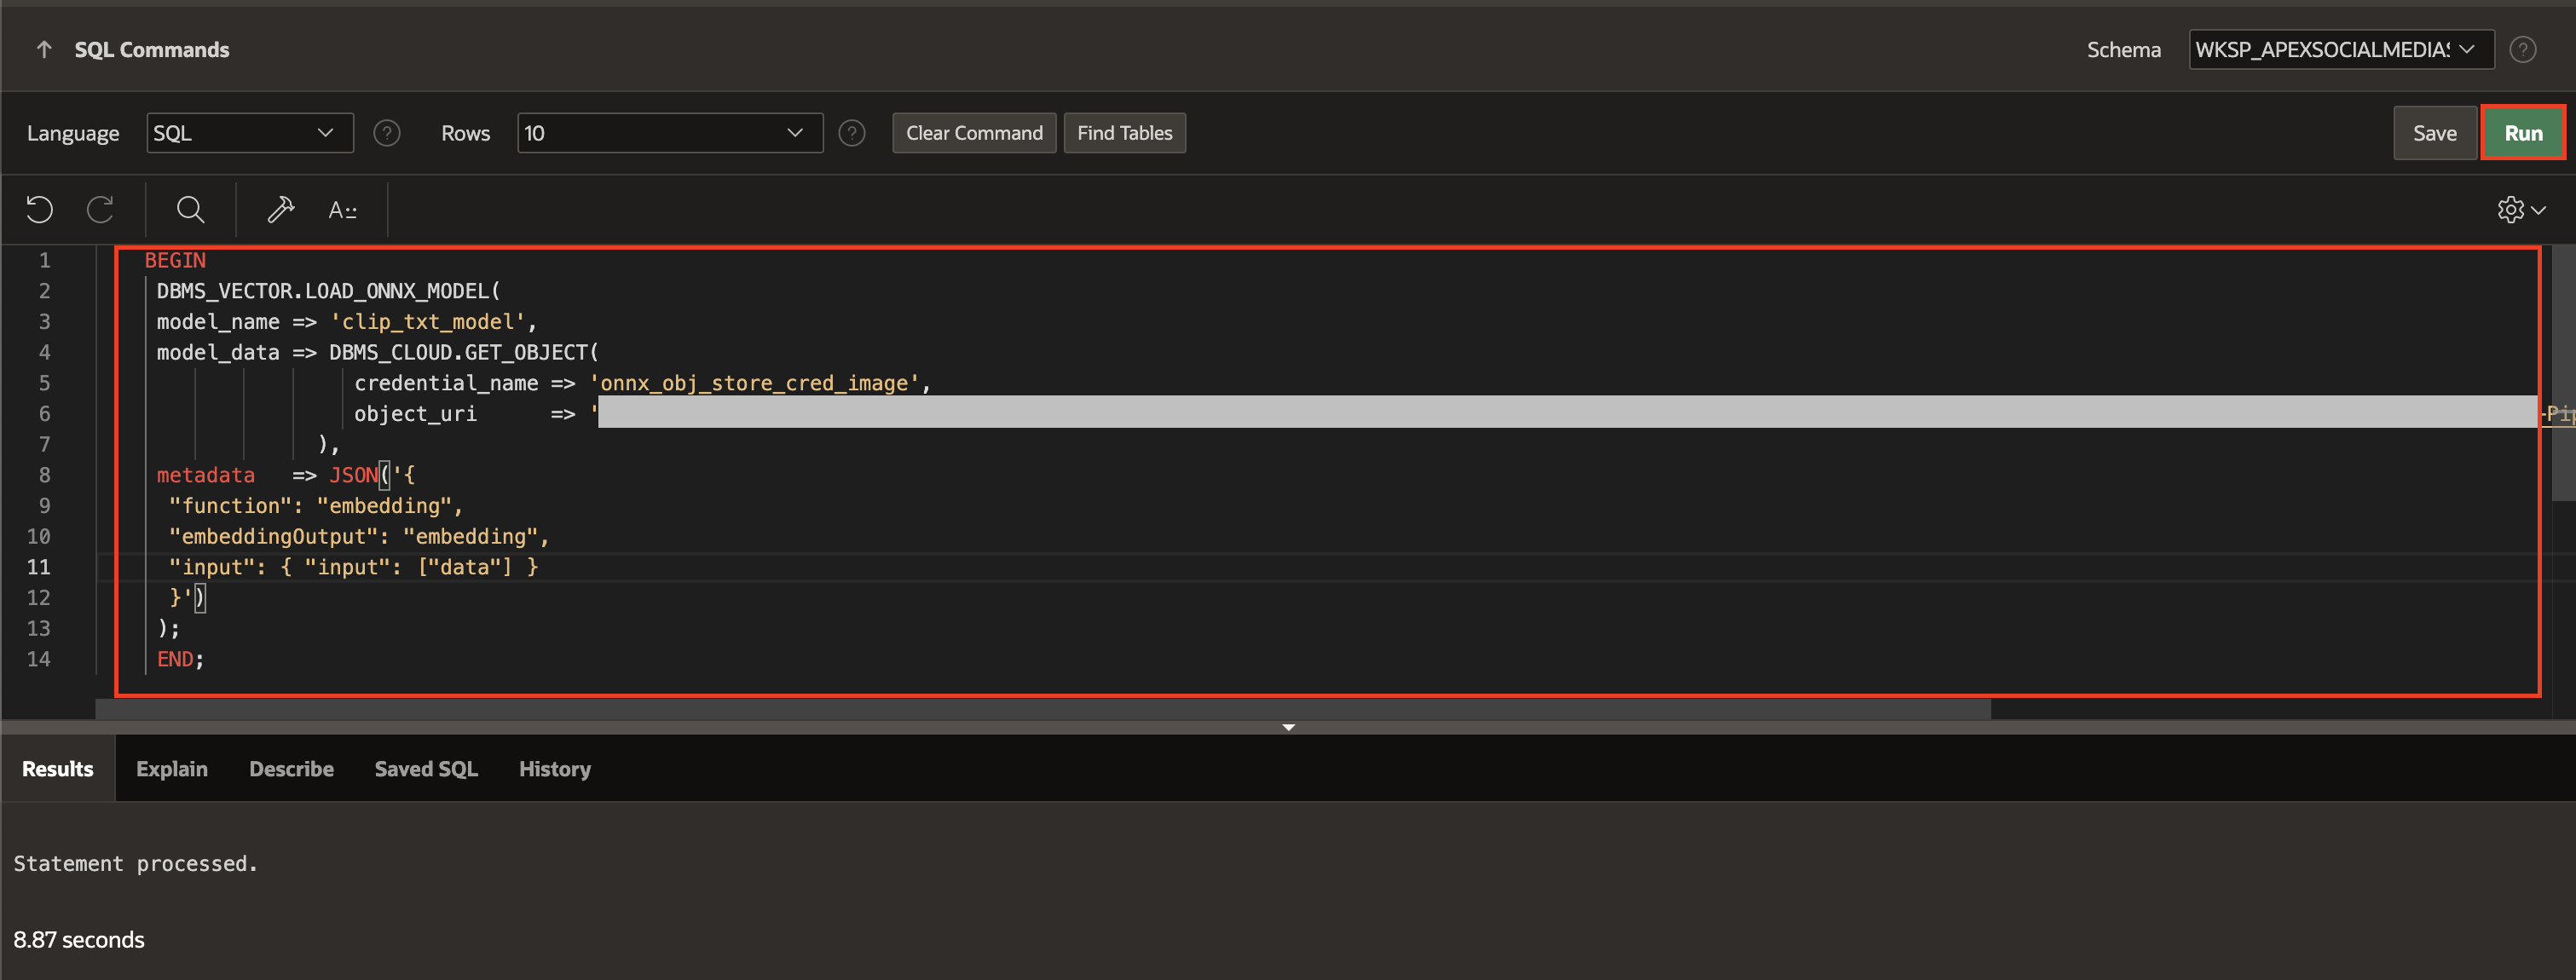 SQL Commands
Schema WKSP_APEXSOCIALMEDIA
Language SQL Rows 10 Clear Command Find Tables Save Run
1 BEGIN
2 DBMS_VECTOR.LOAD_ONNX_MODEL(
3 model_name => 'clip_txt_model',
4 model_data => DBMS_CLOUD.GET_OBJECT(
5 credential_name => 'onnx_obj_store_cred_image',
6 object_uri => '
7 ),
8 metadata => JSON('{
9 "function": "embedding",
10 "embeddingOutput": "embedding",
11 "input": { "input": ["data"] }
12 }')
13 );
14 END;
Results Explain Describe Saved SQL History
Statement processed.
8.87 seconds